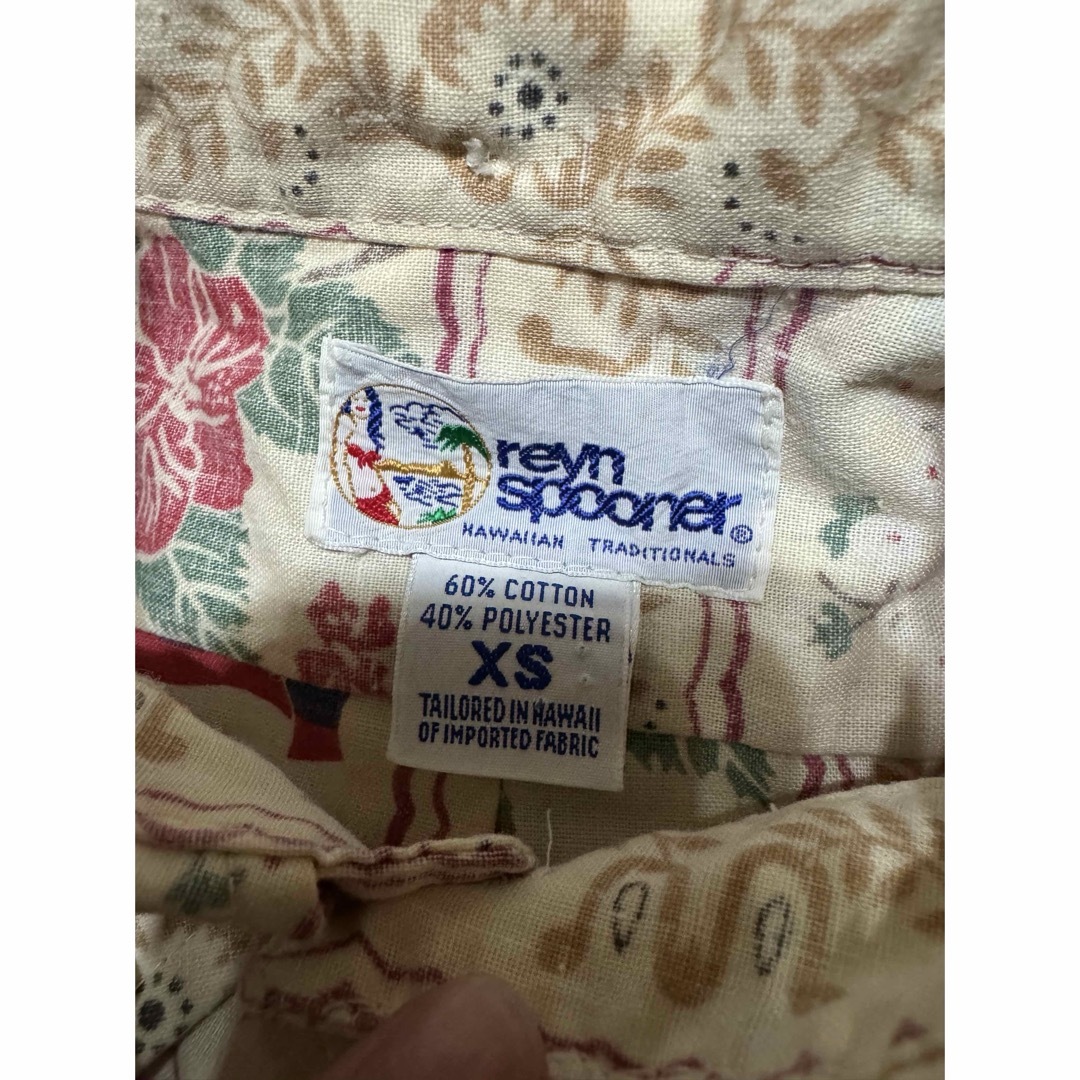 reyn
spooner®
HAWAIIAN TRADITIONALS
60% COTTON
40% POLYESTER
XS
TAILORED IN HAWAII
OF IMPORTED FABRIC